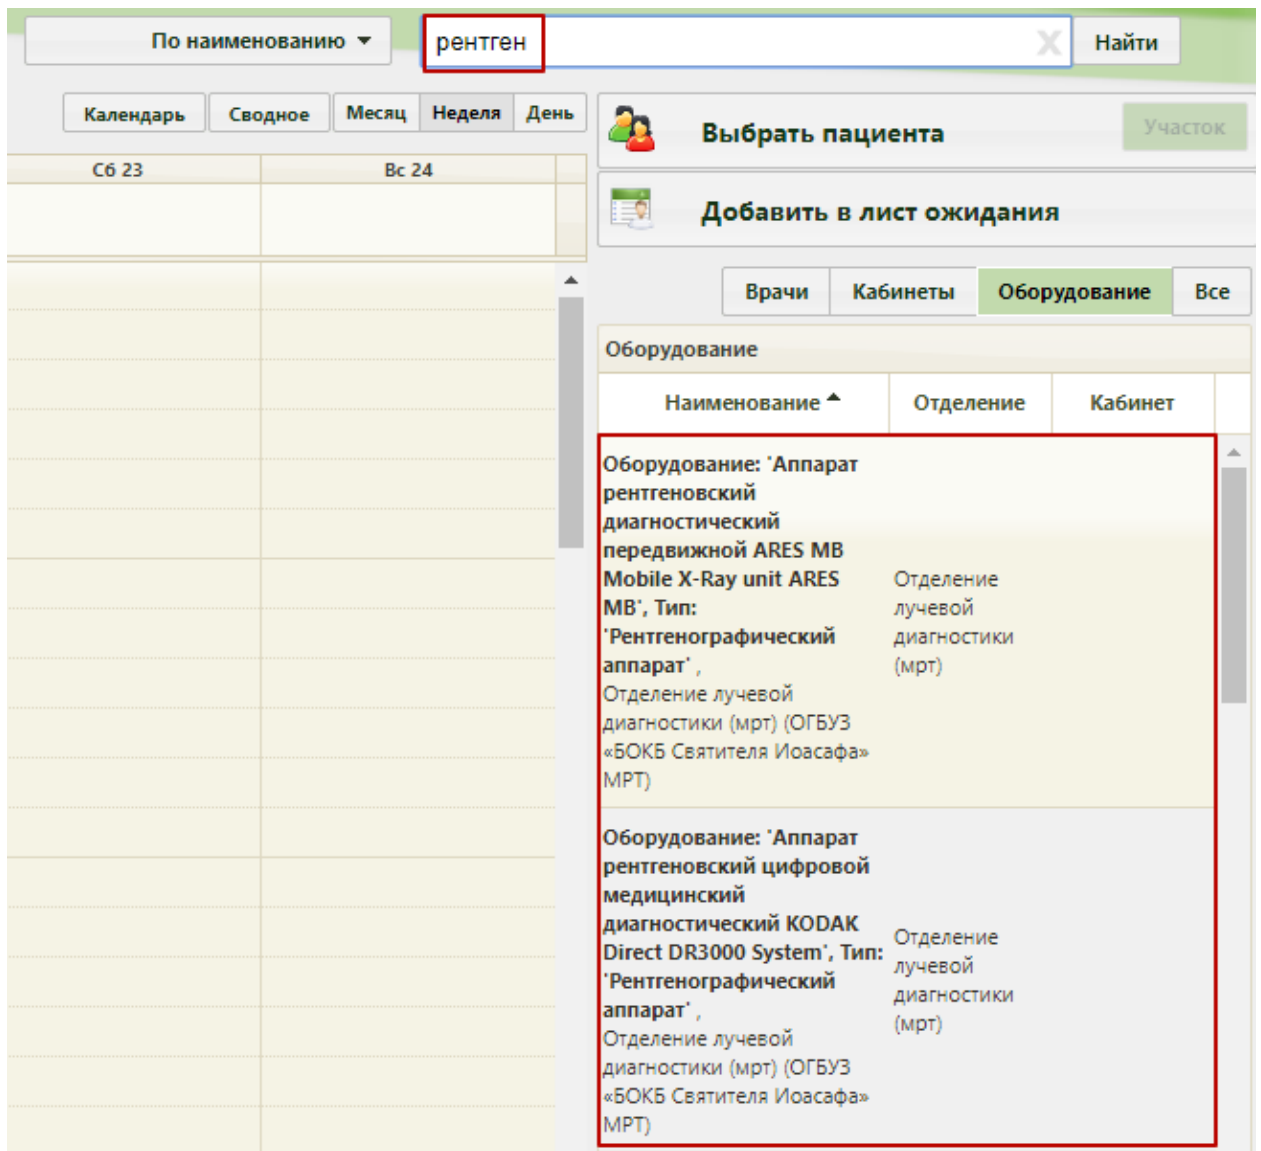 По наименованию
рентген
Найти
Календарь
Сводное
Месяц
Неделя
День
Сб 23
Вс 24
Выбрать пациента
Участок
Добавить в лист ожидания
Врачи
Кабинеты
Оборудование
Все
Оборудование
Наименование
Отделение
Кабинет
Оборудование: 'Аппарат
рентгеновский
диагностический
передвижной ARES MB
Mobile X-Ray unit ARES
MB', Тип:
'Рентгенографический
аппарат' ,
Отделение лучевой
диагностики (мрт) (ОГБУЗ
«БОКБ Святителя Иоасафа»
МРТ)
Отделение
лучевой
диагностики
(мрт)
Оборудование: 'Аппарат
рентгеновский цифровой
медицинский
диагностический KODAK
Direct DR3000 System', Тип:
'Рентгенографический
аппарат' ,
Отделение лучевой
диагностики (мрт) (ОГБУЗ
«БОКБ Святителя Иоасафа»
МРТ)
Отделение
лучевой
диагностики
(мрт)